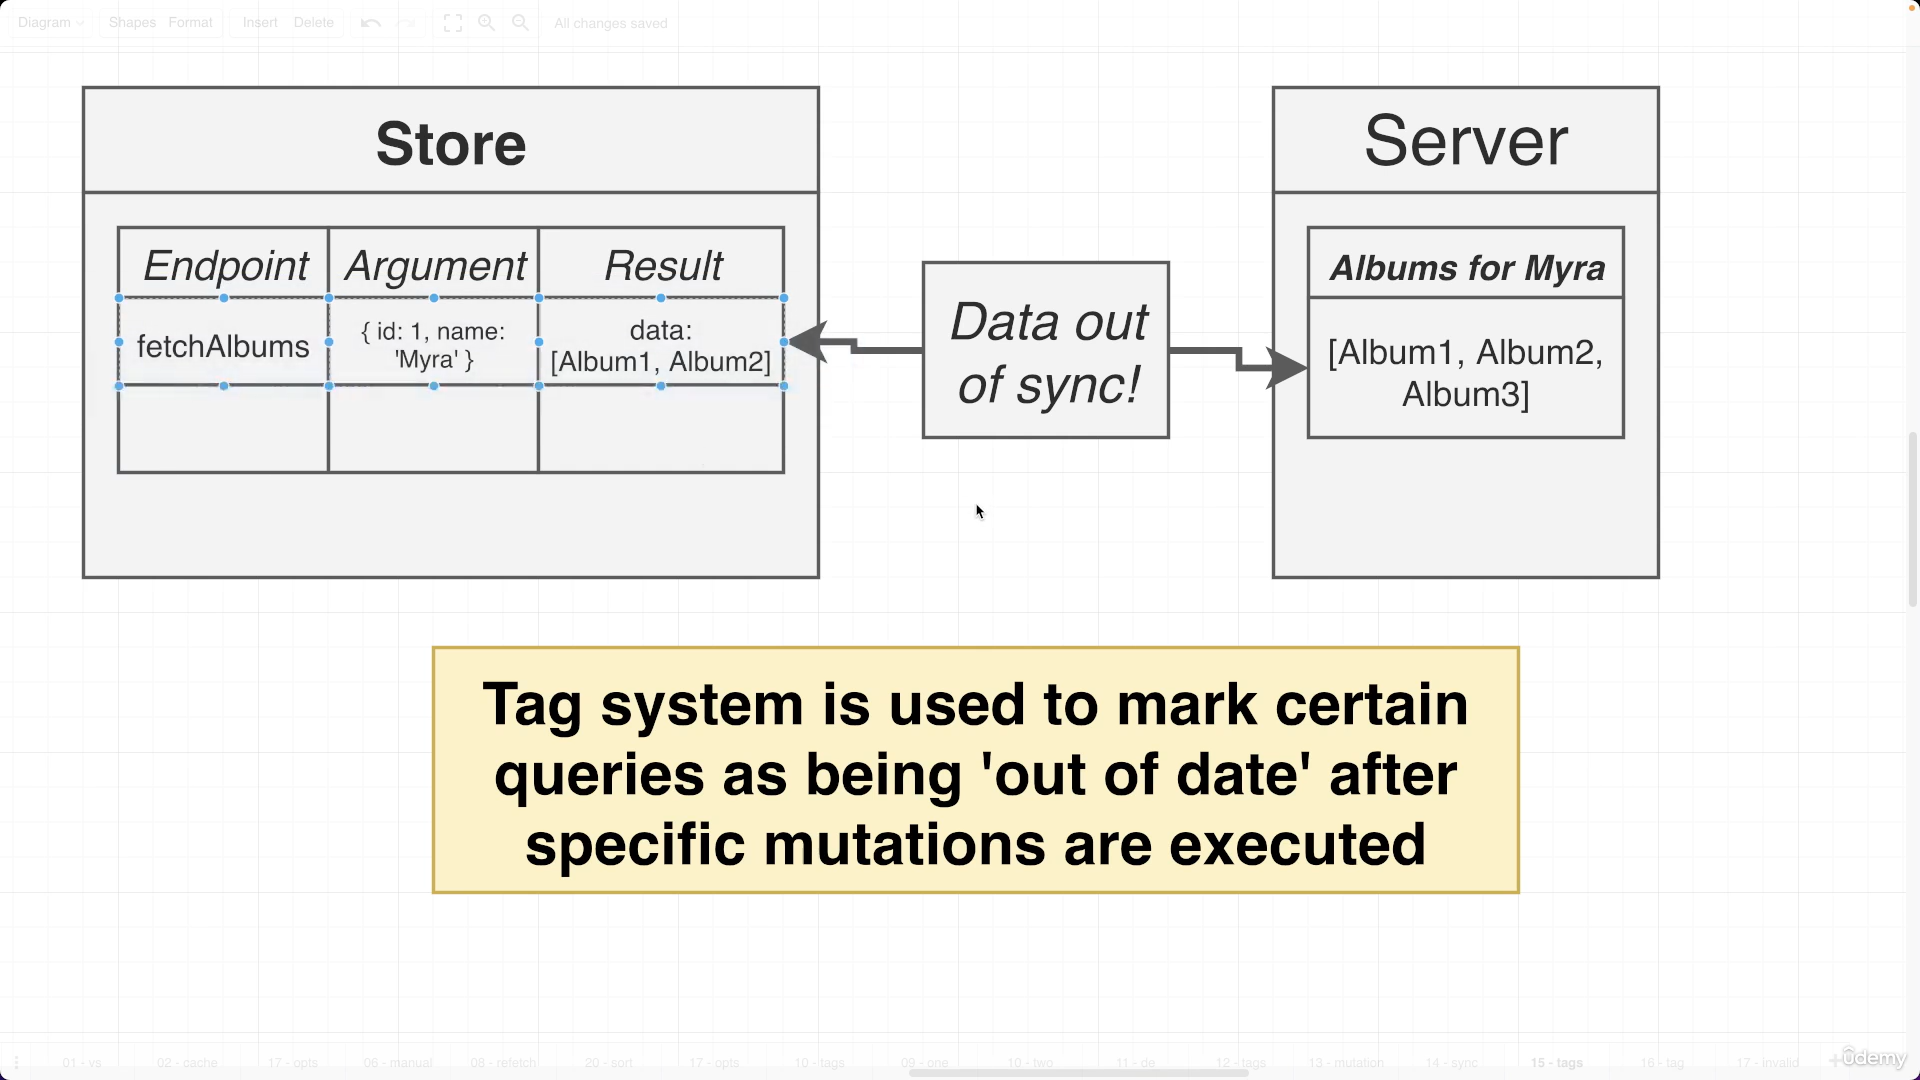 Diagram
Shapes Format
Insert Delete
All changes saved
Store
Endpoint Argument Result
fetchAlbums
{ id: 1, name:
'Myra' }
data:
[Album1, Album2]
Data out
of sync!
Server
Albums for Myra
[Album1, Album2,
Album3]
Tag system is used to mark certain
queries as being 'out of date' after
specific mutations are executed
01 - vs 02 - cache 17 - opts 06 - manual 08 - refetch 20 - sort 17 - opts 10 - tags 09 - one 10 - two 11 - de 12 - tags 13 - mutation 14 - sync 15 - tags 16 - tag 17 - invalid
ûdemy